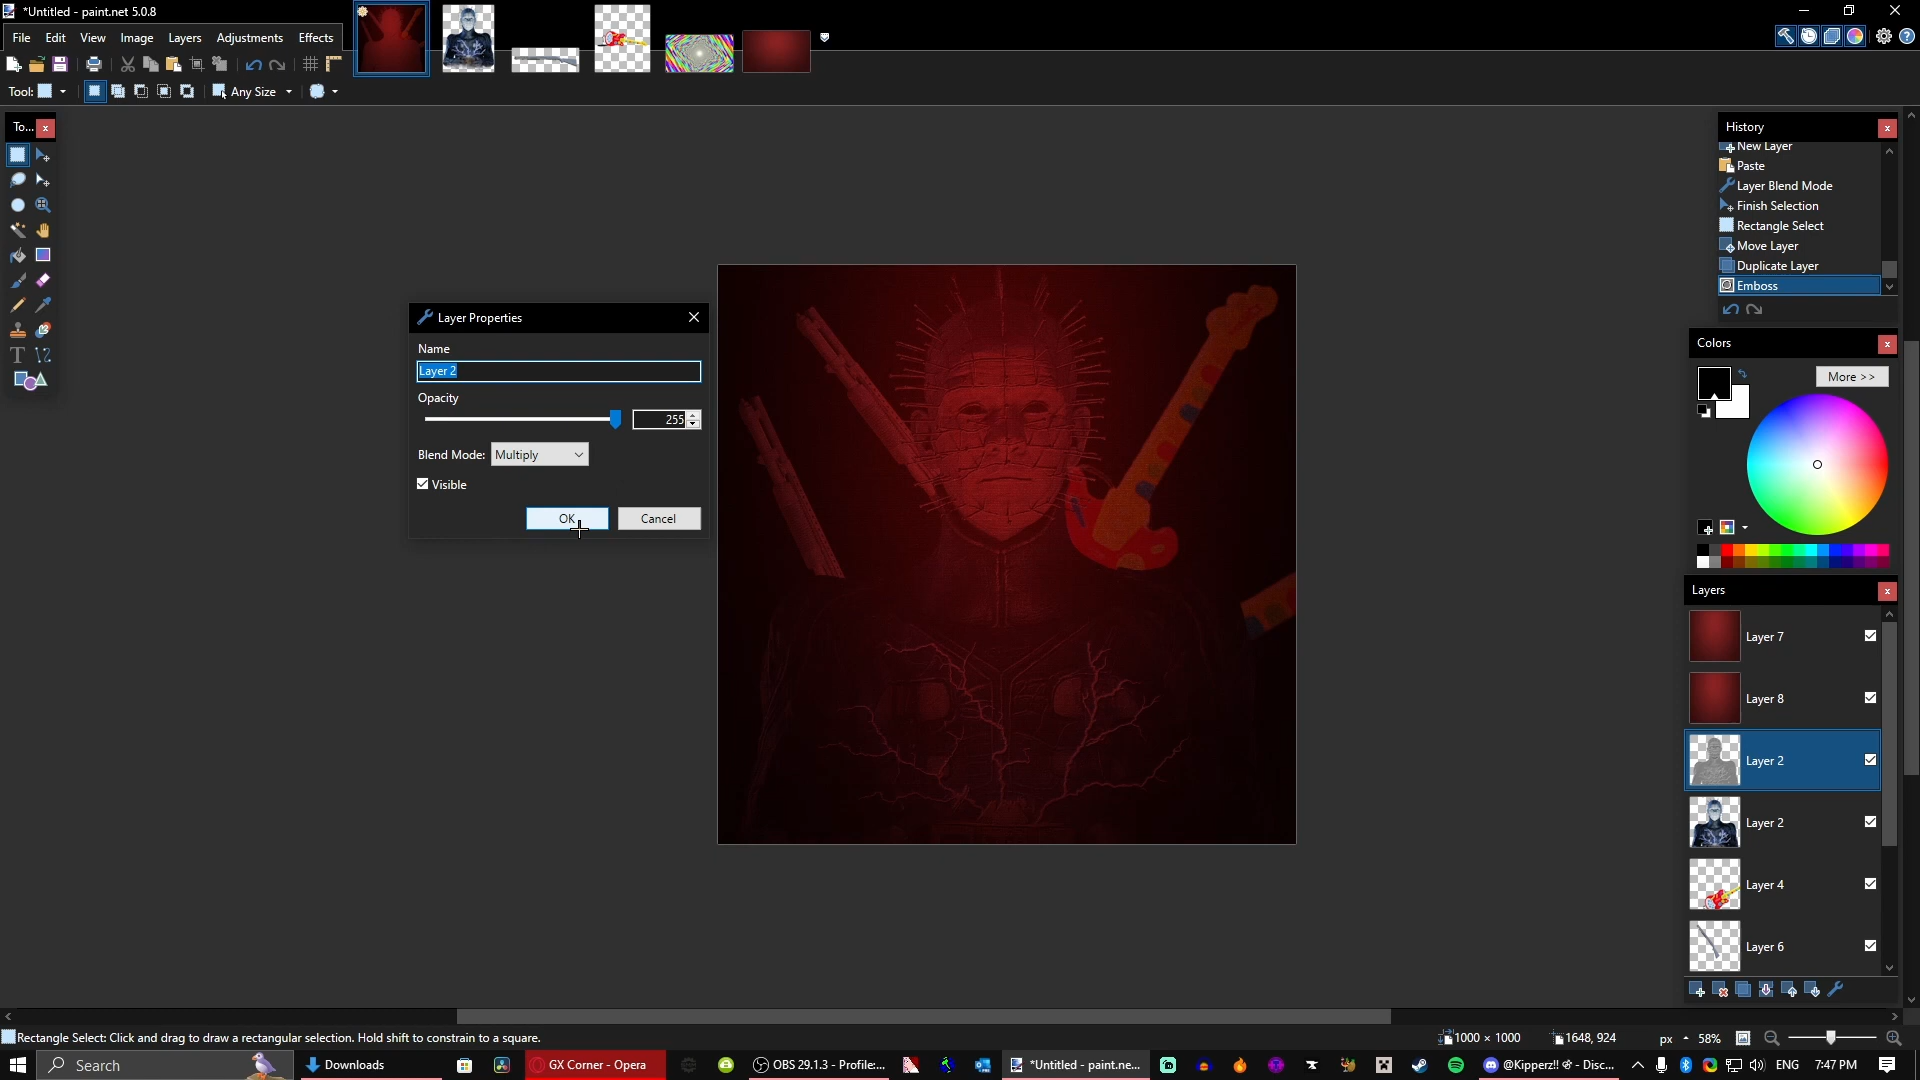 *Untitled - paint.net 5.0.8
File Edit View Image Layers Adjustments Effects
Tool: Any Size
To...
History
New Layer
Paste
Layer Blend Mode
Finish Selection
Rectangle Select
Move Layer
Duplicate Layer
Emboss
Layer Properties
Name
Layer 2
Opacity
255
Blend Mode: Multiply
Visible
OK Cancel
Colors
More >>
Layers
Layer 7
Layer 8
Layer 2
Layer 2
Layer 4
Layer 6
Rectangle Select: Click and drag to draw a rectangular selection. Hold shift to constrain to a square.
1000 × 1000 1648, 924 px 58%
Search Downloads GX Corner - Opera OBS 29.1.3 - Profile:... *Untitled - paint.ne... @Kipperz!! - Disc... ENG 7:47 PM